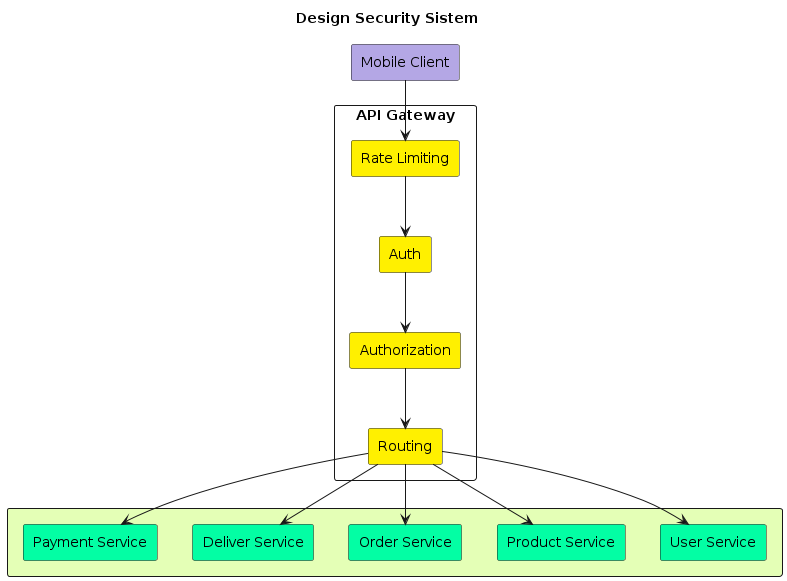 Design Security Sistem
Mobile Client
API Gateway
Rate Limiting
Auth
Authorization
Routing
Payment Service
Deliver Service
Order Service
Product Service
User Service